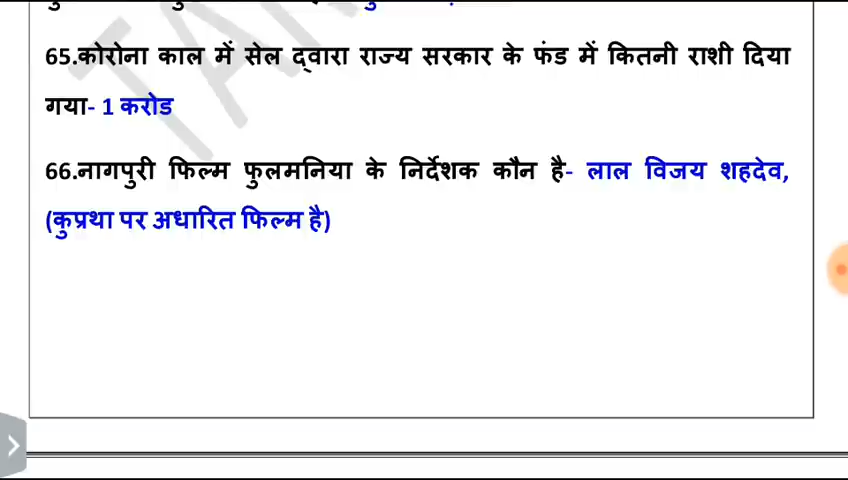 65.कोरोना काल में सेल द्वारा राज्य सरकार के फंड में कितनी राशी दिया
गया- 1 करोड
66.नागपुरी फिल्म फुलमनिया के निर्देशक कौन है- लाल विजय शहदेव,
(कुप्रथा पर अधारित फिल्म है)